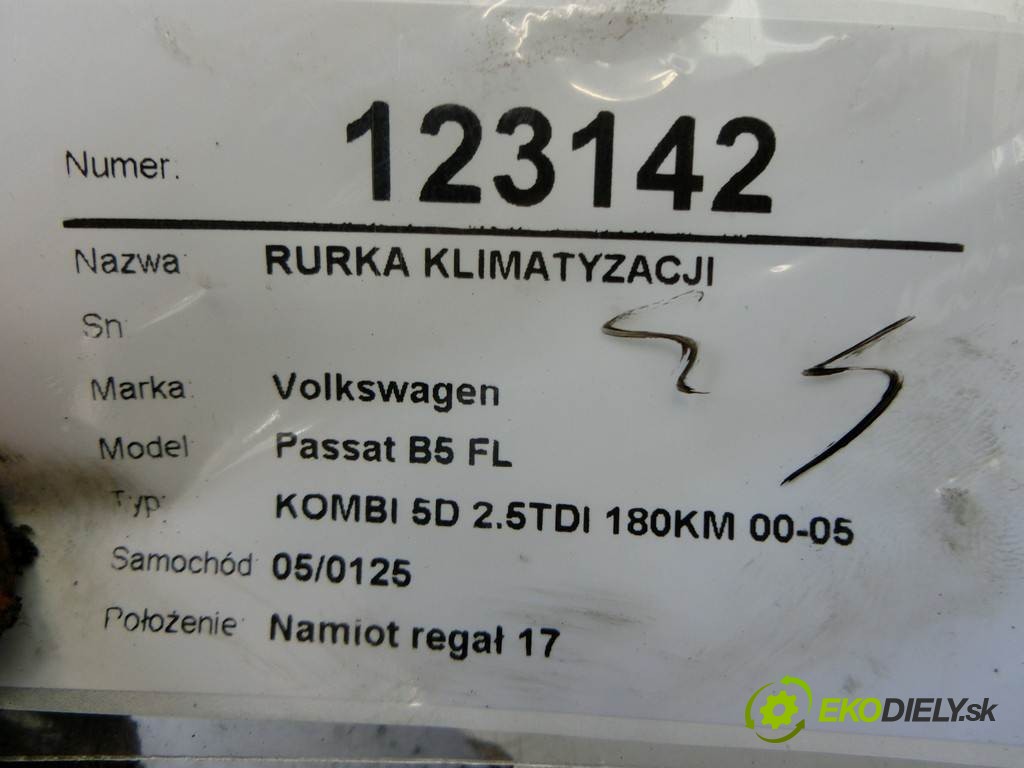 Numer: 123142
Nazwa: RURKA KLIMATYZACJI
Sn:
Marka: Volkswagen
Model: Passat B5 FL
Typ: KOMBI 5D 2.5TDI 180KM 00-05
Samochód 05/0125
Położenie: Namiot regał 17
EKODIELY.sk